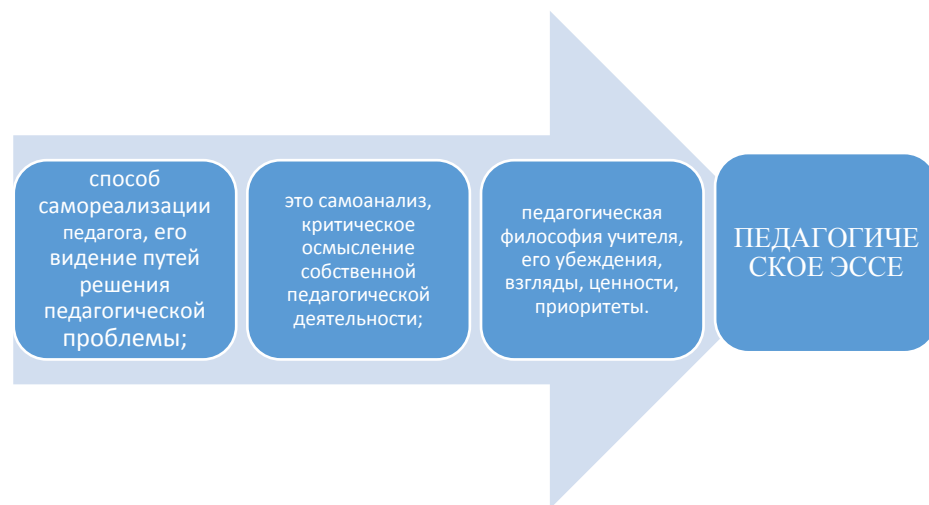 способ
самореализации
педагога, его
видение путей
решения
педагогической
проблемы;
это самоанализ,
критическое
осмысление
собственной
педагогической
деятельности;
педагогическая
философия учителя,
его убеждения,
взгляды, ценности,
приоритеты.
ПЕДАГОГИЧЕ
СКОЕ ЭССЕ